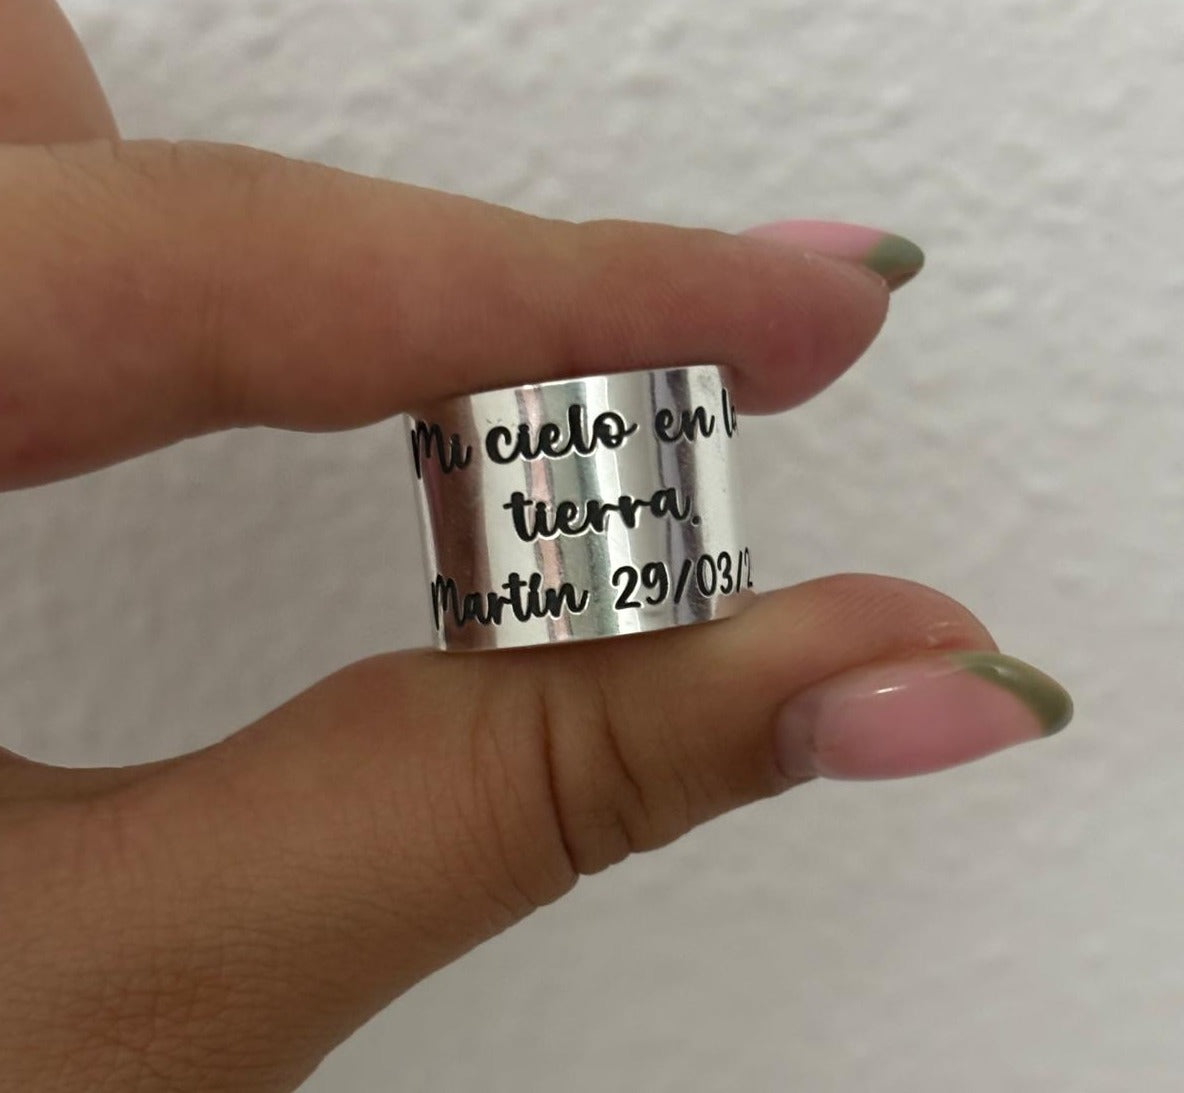 Mi cielo en la
tierra.
Martín 29/03/2